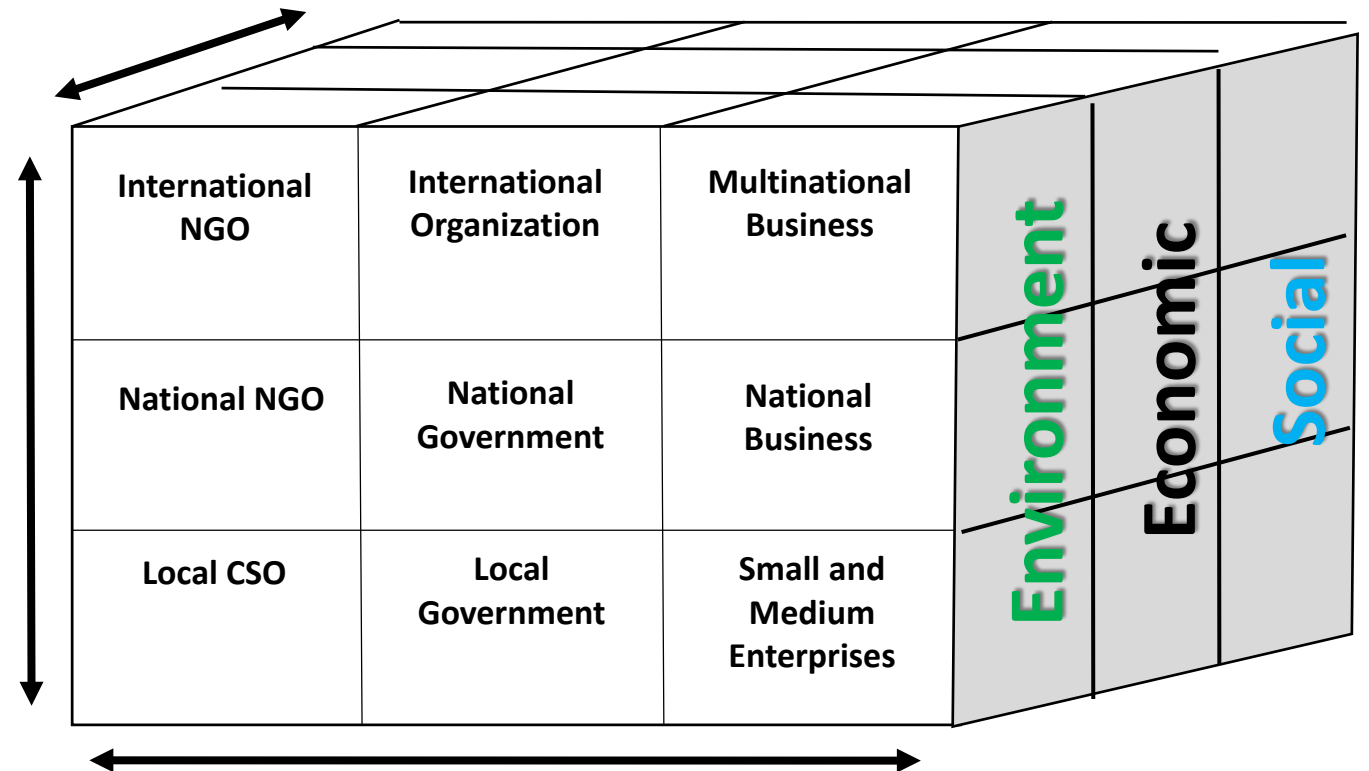 International
NGO
International
Organization
Multinational
Business
National NGO
National
Government
National
Business
Local CSO
Local
Government
Small and
Medium
Enterprises
Environment
Economic
Social